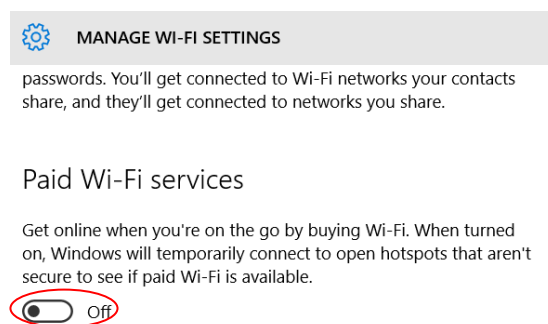 MANAGE WI-FI SETTINGS
passwords. You’ll get connected to Wi-Fi networks your contacts
share, and they’ll get connected to networks you share.
Paid Wi-Fi services
Get online when you're on the go by buying Wi-Fi. When turned
on, Windows will temporarily connect to open hotspots that aren't
secure to see if paid Wi-Fi is available.
Off